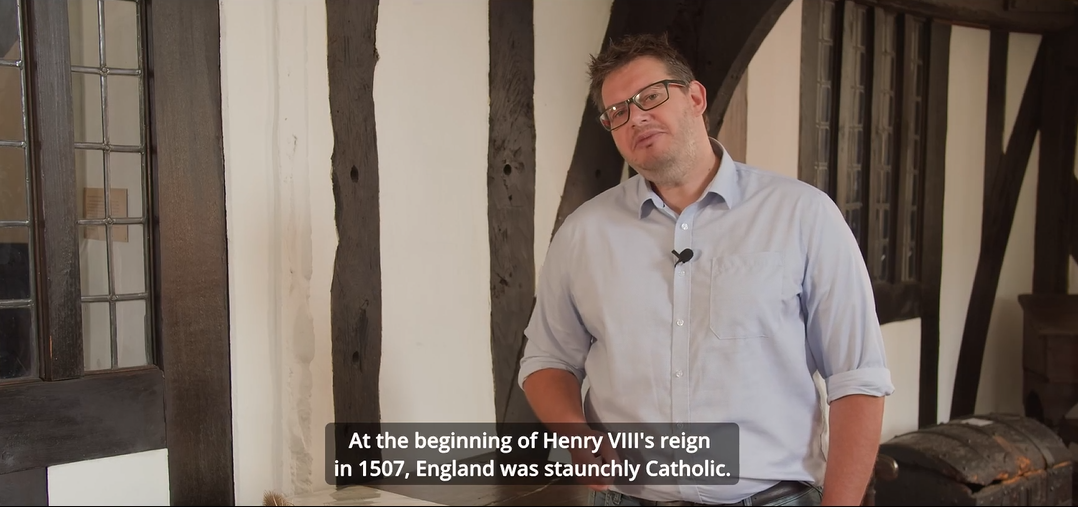 At the beginning of Henry VIII's reign
in 1507, England was staunchly Catholic.